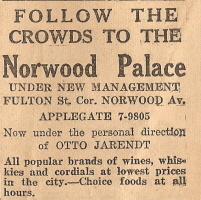 FOLLOW THE
CROWDS TO THE
Norwood Palace
UNDER NEW MANAGEMENT
FULTON St. Cor. NORWOOD Av.
APPLEGATE 7-9805
Now under the personal direction
of OTTO JARENDT
All popular brands of wines, whis-
kies and cordials at lowest prices
in the city.—Choice foods at all
hours.